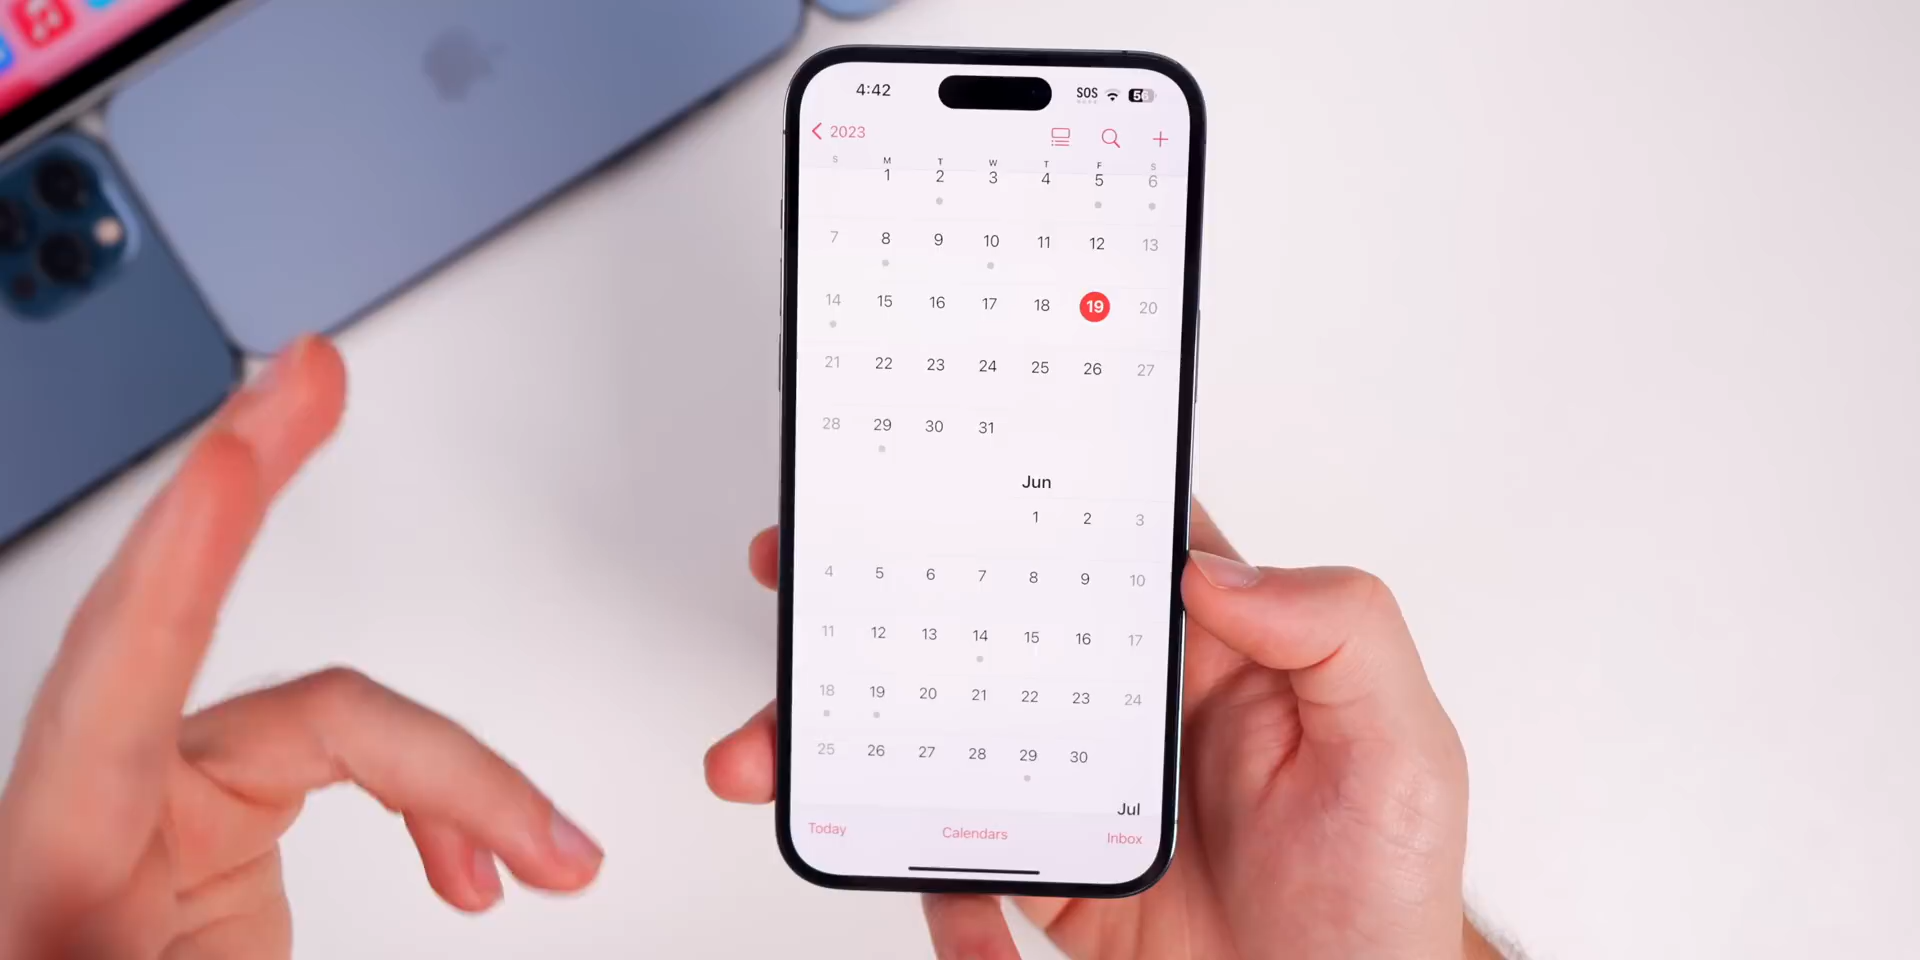 4:42 SOS 56
2023
S M T W T F S
1 2 3 4 5 6
7 8 9 10 11 12 13
14 15 16 17 18 19 20
21 22 23 24 25 26 27
28 29 30 31
Jun
1 2 3
4 5 6 7 8 9 10
11 12 13 14 15 16 17
18 19 20 21 22 23 24
25 26 27 28 29 30
Jul
Today Calendars Inbox